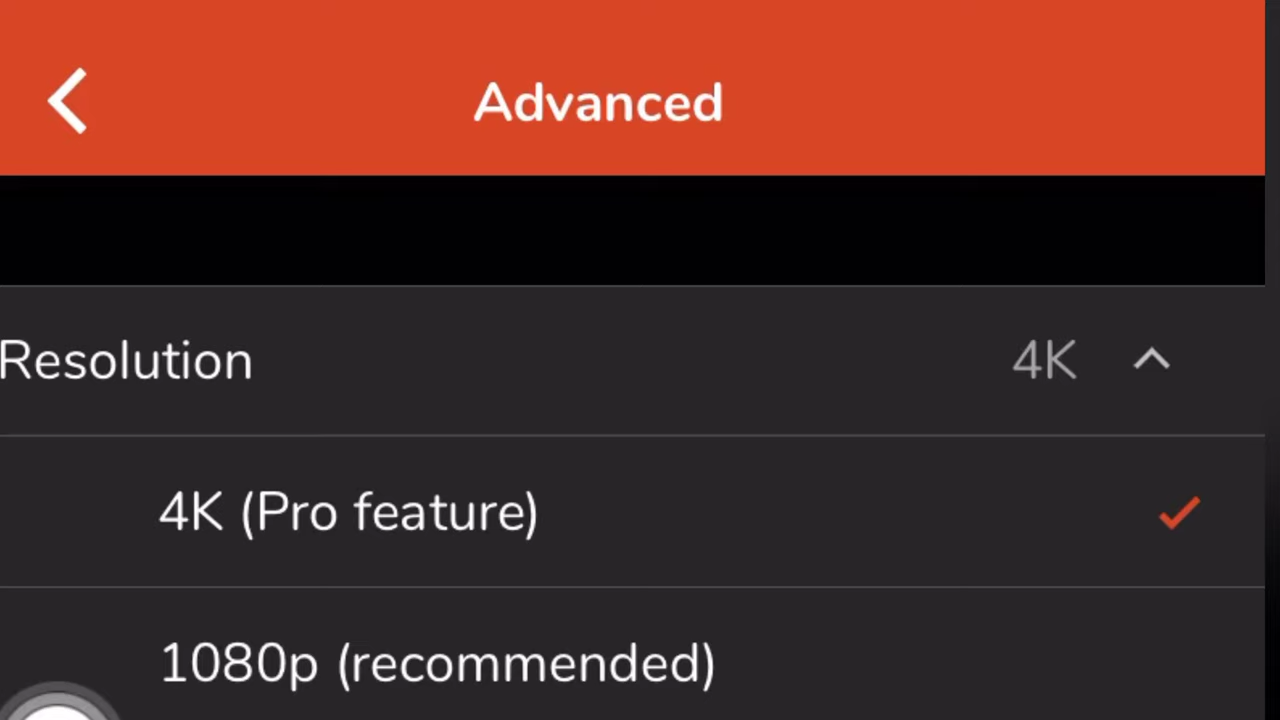 Advanced
Resolution 4K
4K (Pro feature)
1080p (recommended)